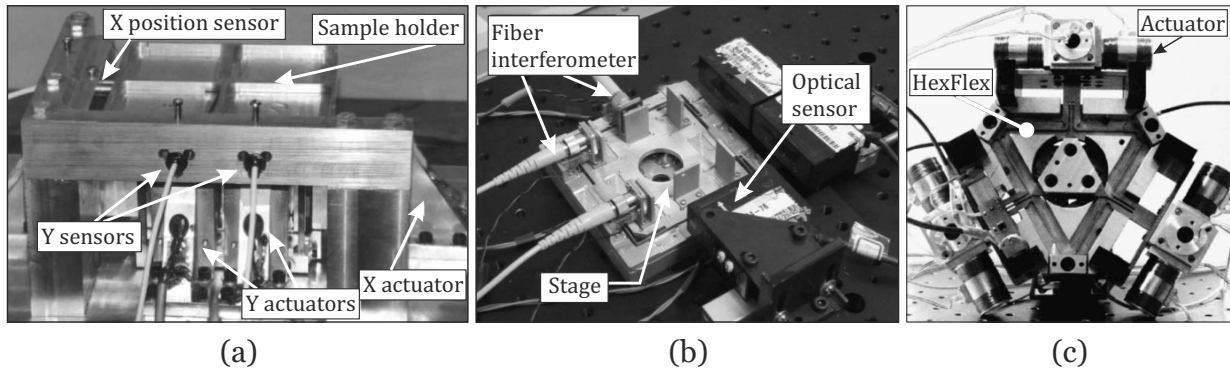 X position sensor
Sample holder
Y sensors
Y actuators
X actuator
(a)
Fiber
interferometer
Optical
sensor
Stage
(b)
Actuator
HexFlex
(c)